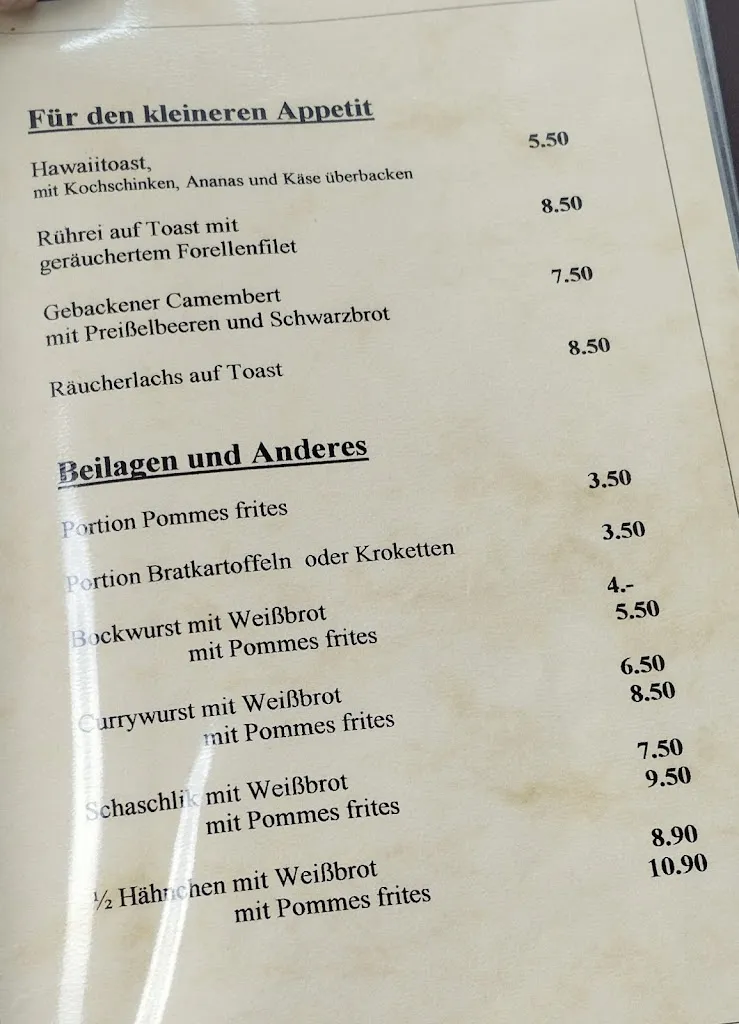 Für den kleineren Appetit
Hawaiitoast, 5.50
mit Kochschinken, Ananas und Käse überbacken
Rührei auf Toast mit 8.50
geräuchertem Forellenfilet
Gebackener Camembert 7.50
mit Preißelbeeren und Schwarzbrot
Räucherlachs auf Toast 8.50
Beilagen und Anderes
Portion Pommes frites 3.50
Portion Bratkartoffeln oder Kroketten 3.50
Bockwurst mit Weißbrot 4.-
mit Pommes frites 5.50
Currywurst mit Weißbrot 6.50
mit Pommes frites 8.50
Schaschlik mit Weißbrot 7.50
mit Pommes frites 9.50
½ Hähnchen mit Weißbrot 8.90
mit Pommes frites 10.90